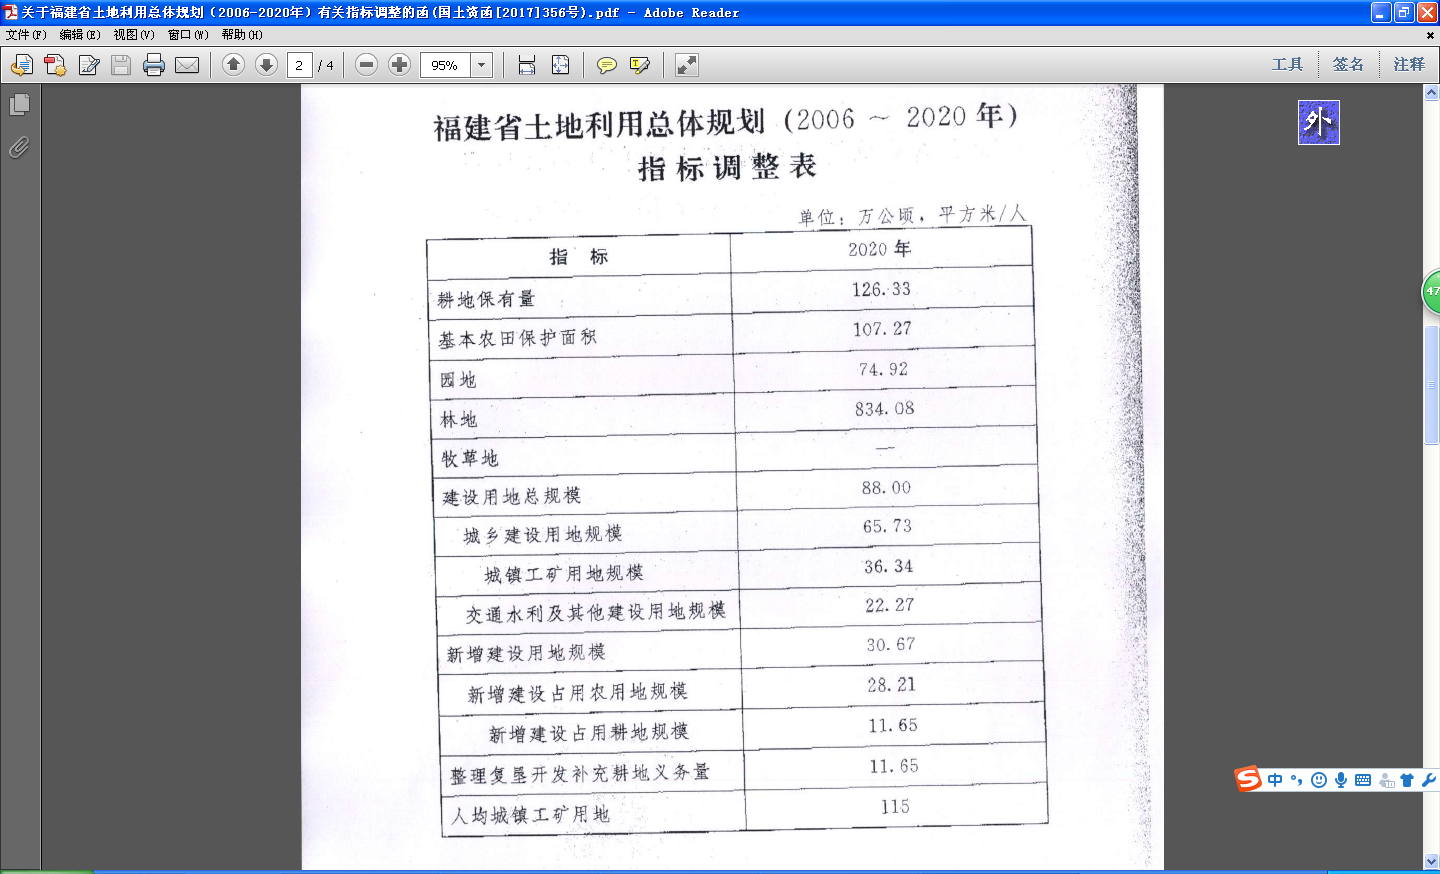 关于福建省土地利用总体规划（2006-2020年）有关指标调整的函(国土资函[2017]356号).pdf - Adobe Reader
文件(F) 编辑(E) 视图(V) 窗口(W) 帮助(H)
2 / 4 95% 工具 签名 注释
外
福建省土地利用总体规划（2006～2020年）
指标调整表
单位：万公顷，平方米/人
指 标 2020年
耕地保有量 126.33
基本农田保护面积 107.27
园地 74.92
林地 834.08
牧草地 —
建设用地总规模 88.00
城乡建设用地规模 65.73
城镇工矿用地规模 36.34
交通水利及其他建设用地规模 22.27
新增建设用地规模 30.67
新增建设占用农用地规模 28.21
新增建设占用耕地规模 11.65
整理复垦开发补充耕地义务量 11.65
人均城镇工矿用地 115
47
S 中